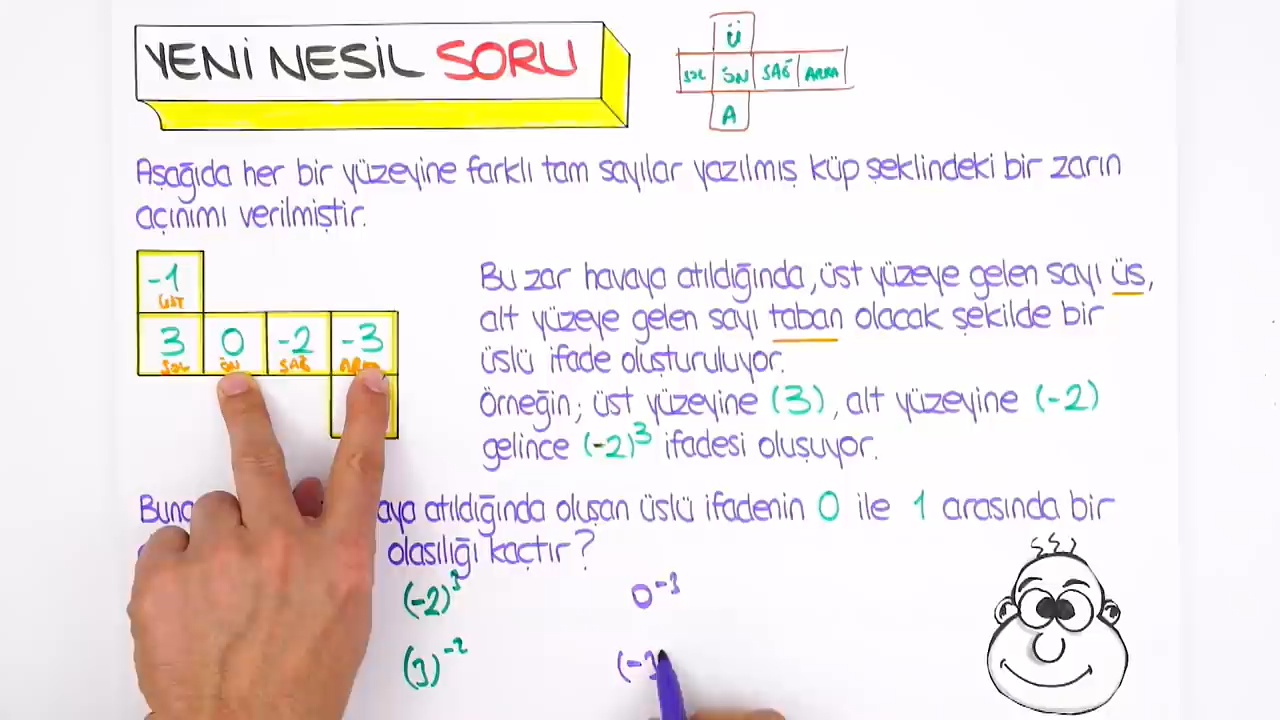 YENİ NESİL SORU
Ü
SOL ÖN SAĞ ARKA
A
Aşağıda her bir yüzeyine farklı tam sayılar yazılmış küp şeklindeki bir zarın
açınımı verilmiştir.
-1
ÜST
3 0 -2 -3
SOL ÖN SAĞ ARKA
Bu zar havaya atıldığında, üst yüzeye gelen sayı üs,
alt yüzeye gelen sayı taban olacak şekilde bir
üslü ifade oluşturuluyor.
Örneğin; üst yüzeyine (3), alt yüzeyine (-2)
gelince (-2)³ ifadesi oluşuyor.
atıldığında oluşan üslü ifadenin 0 ile 1 arasında bir
olasılığı kaçtır?
(-2)³
(3)⁻²
0⁻³
(-3